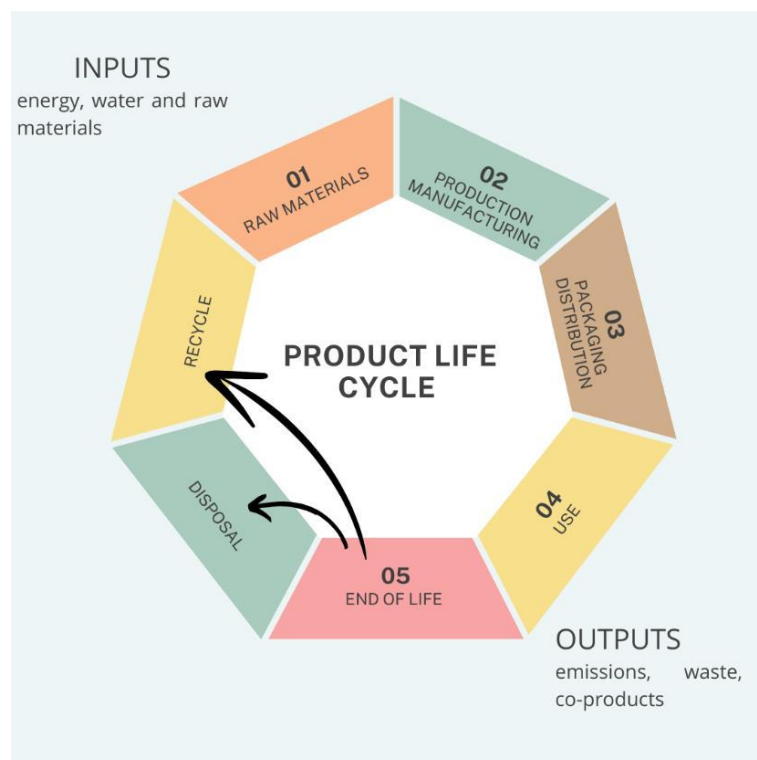 INPUTS
energy, water and raw
materials
01
RAW MATERIALS
02
PRODUCTION
MANUFACTURING
03
PACKAGING
DISTRIBUTION
RECYCLE
PRODUCT LIFE
CYCLE
DISPOSAL
04
USE
05
END OF LIFE
OUTPUTS
emissions, waste,
co-products